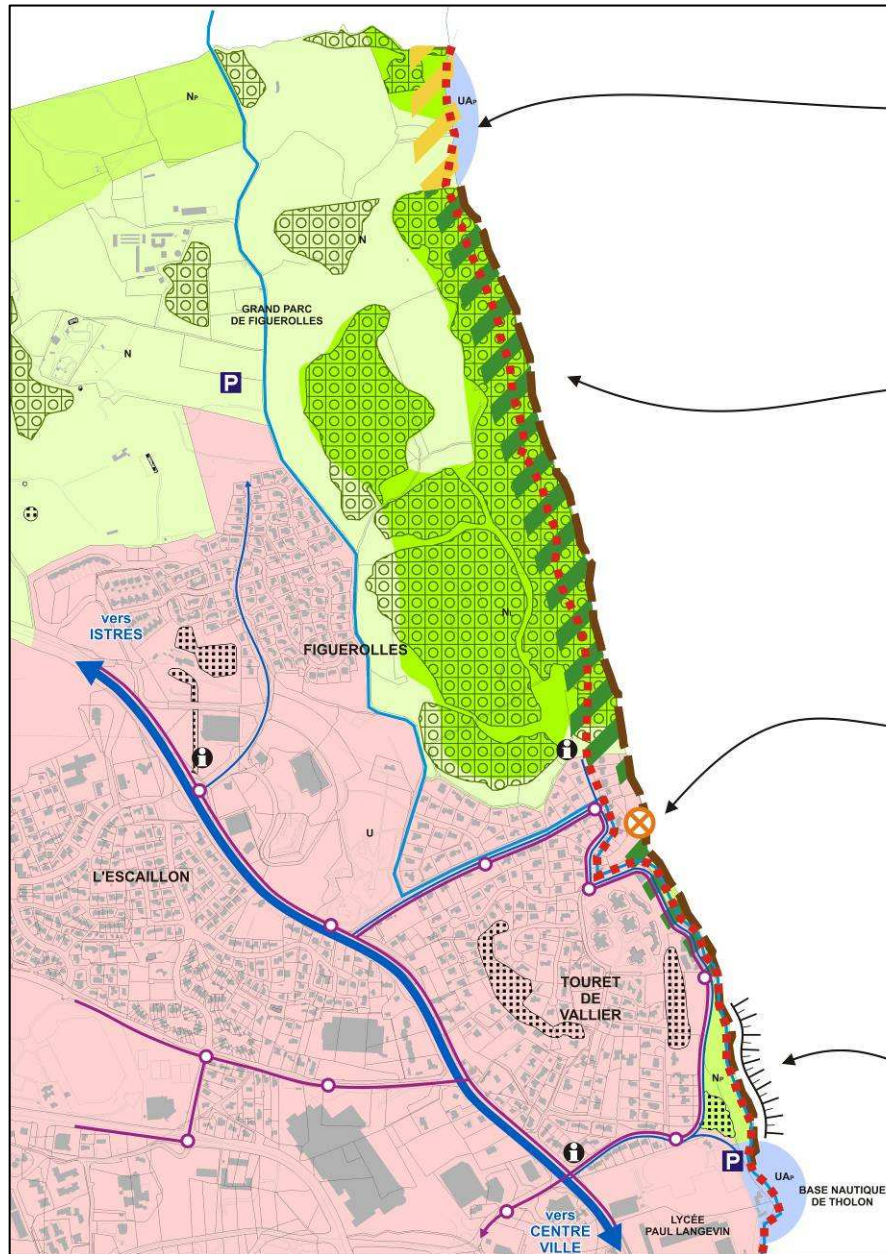 NP
UAP
N
GRAND PARC
DE FIGUEROLLES
N
P
vers
ISTRES
FIGUEROLLES
i
i
U
L'ESCAILLON
TOURET
DE
VALLIER
NP
i
P
UAP
BASE NAUTIQUE
DE THOLON
vers
CENTRE
VILLE
LYCÉE
PAUL LANGEVIN